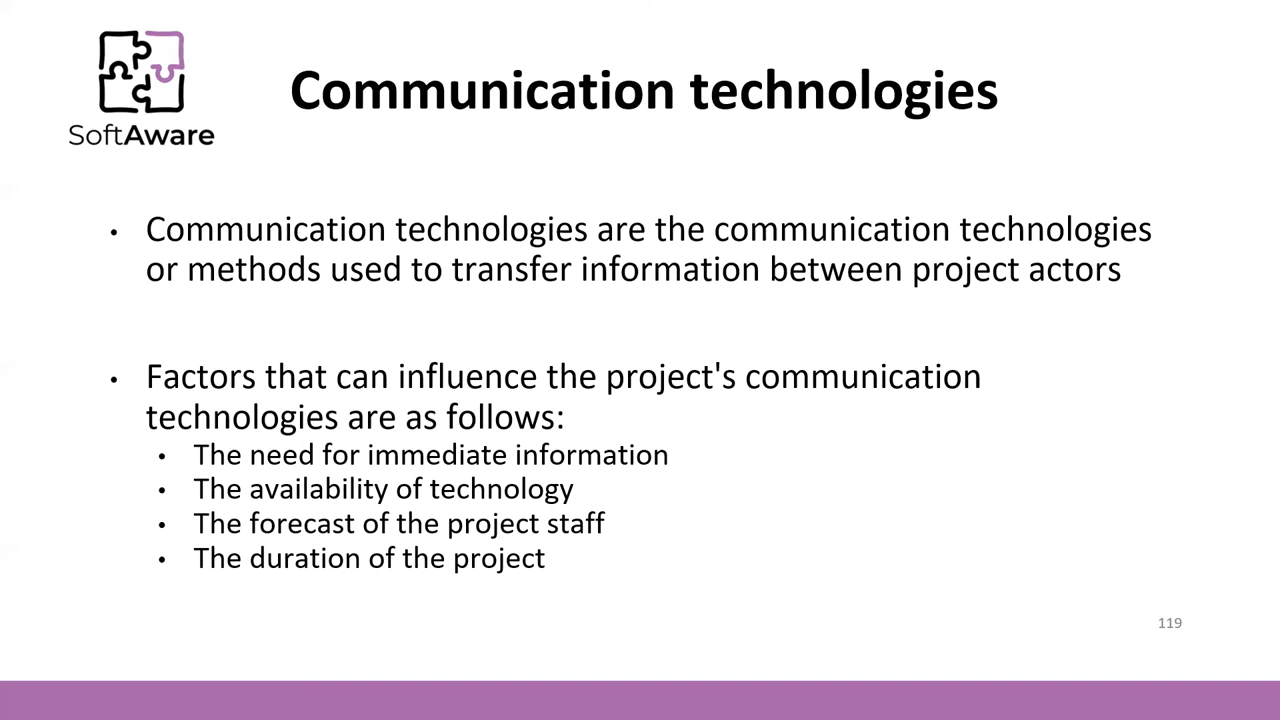 SoftAware
Communication technologies
• Communication technologies are the communication technologies
or methods used to transfer information between project actors
• Factors that can influence the project's communication
technologies are as follows:
• The need for immediate information
• The availability of technology
• The forecast of the project staff
• The duration of the project
119